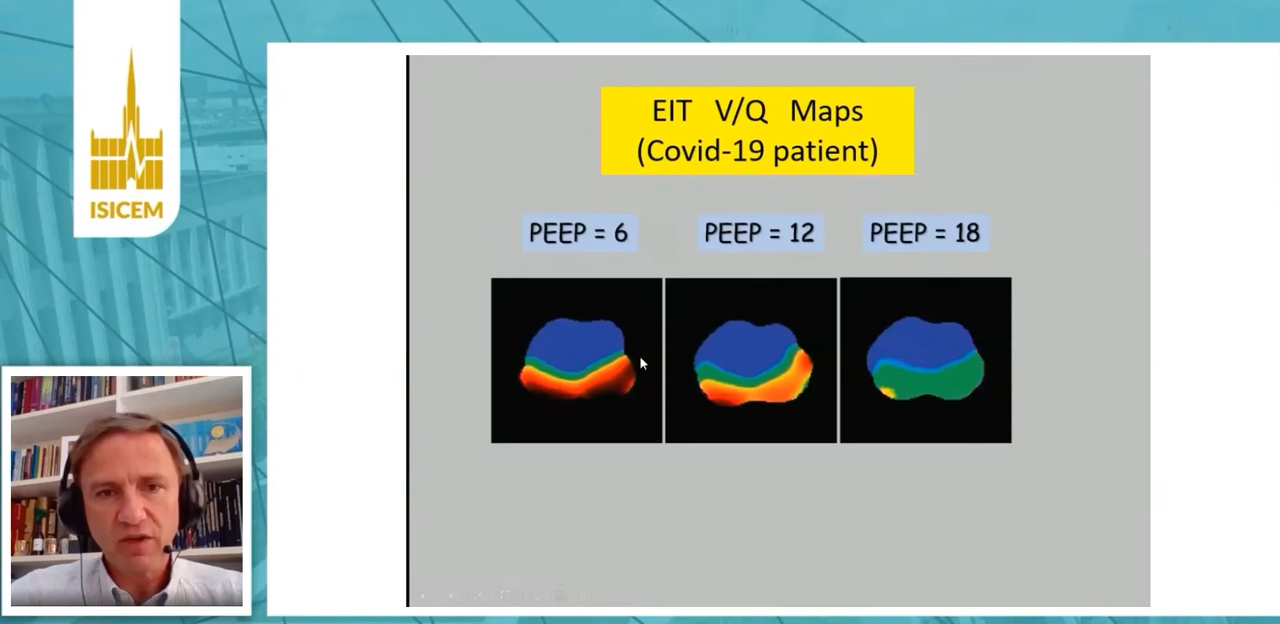 ISICEM
EIT V/Q Maps
(Covid-19 patient)
PEEP = 6
PEEP = 12
PEEP = 18